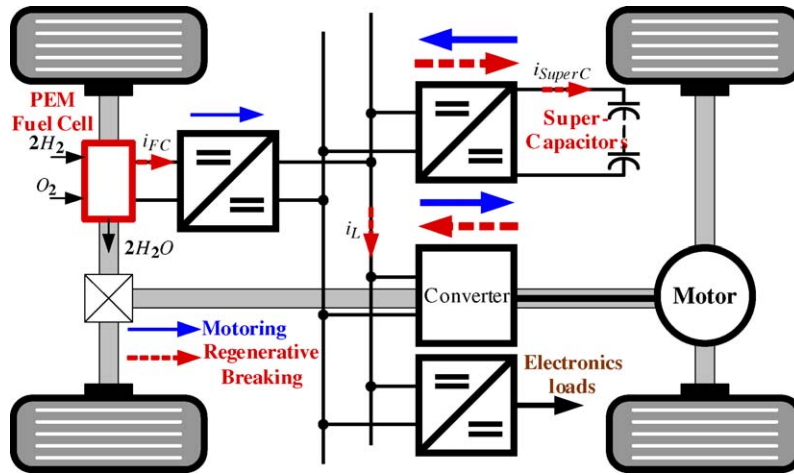 PEM
Fuel Cell
2H2
O2
iFC
2H2O
iSuperC
Super-
Capacitors
iL
Converter
Motor
Motoring
Regenerative
Breaking
Electronics
loads